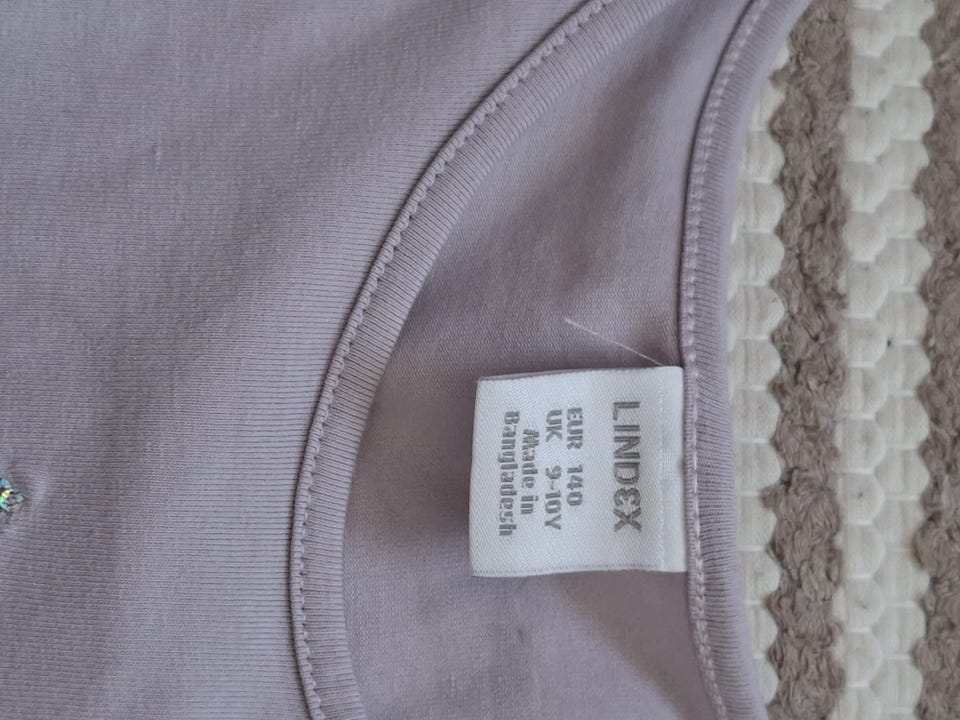 LINDEX
EUR 140
UK 9-10Y
Made in
Bangladesh